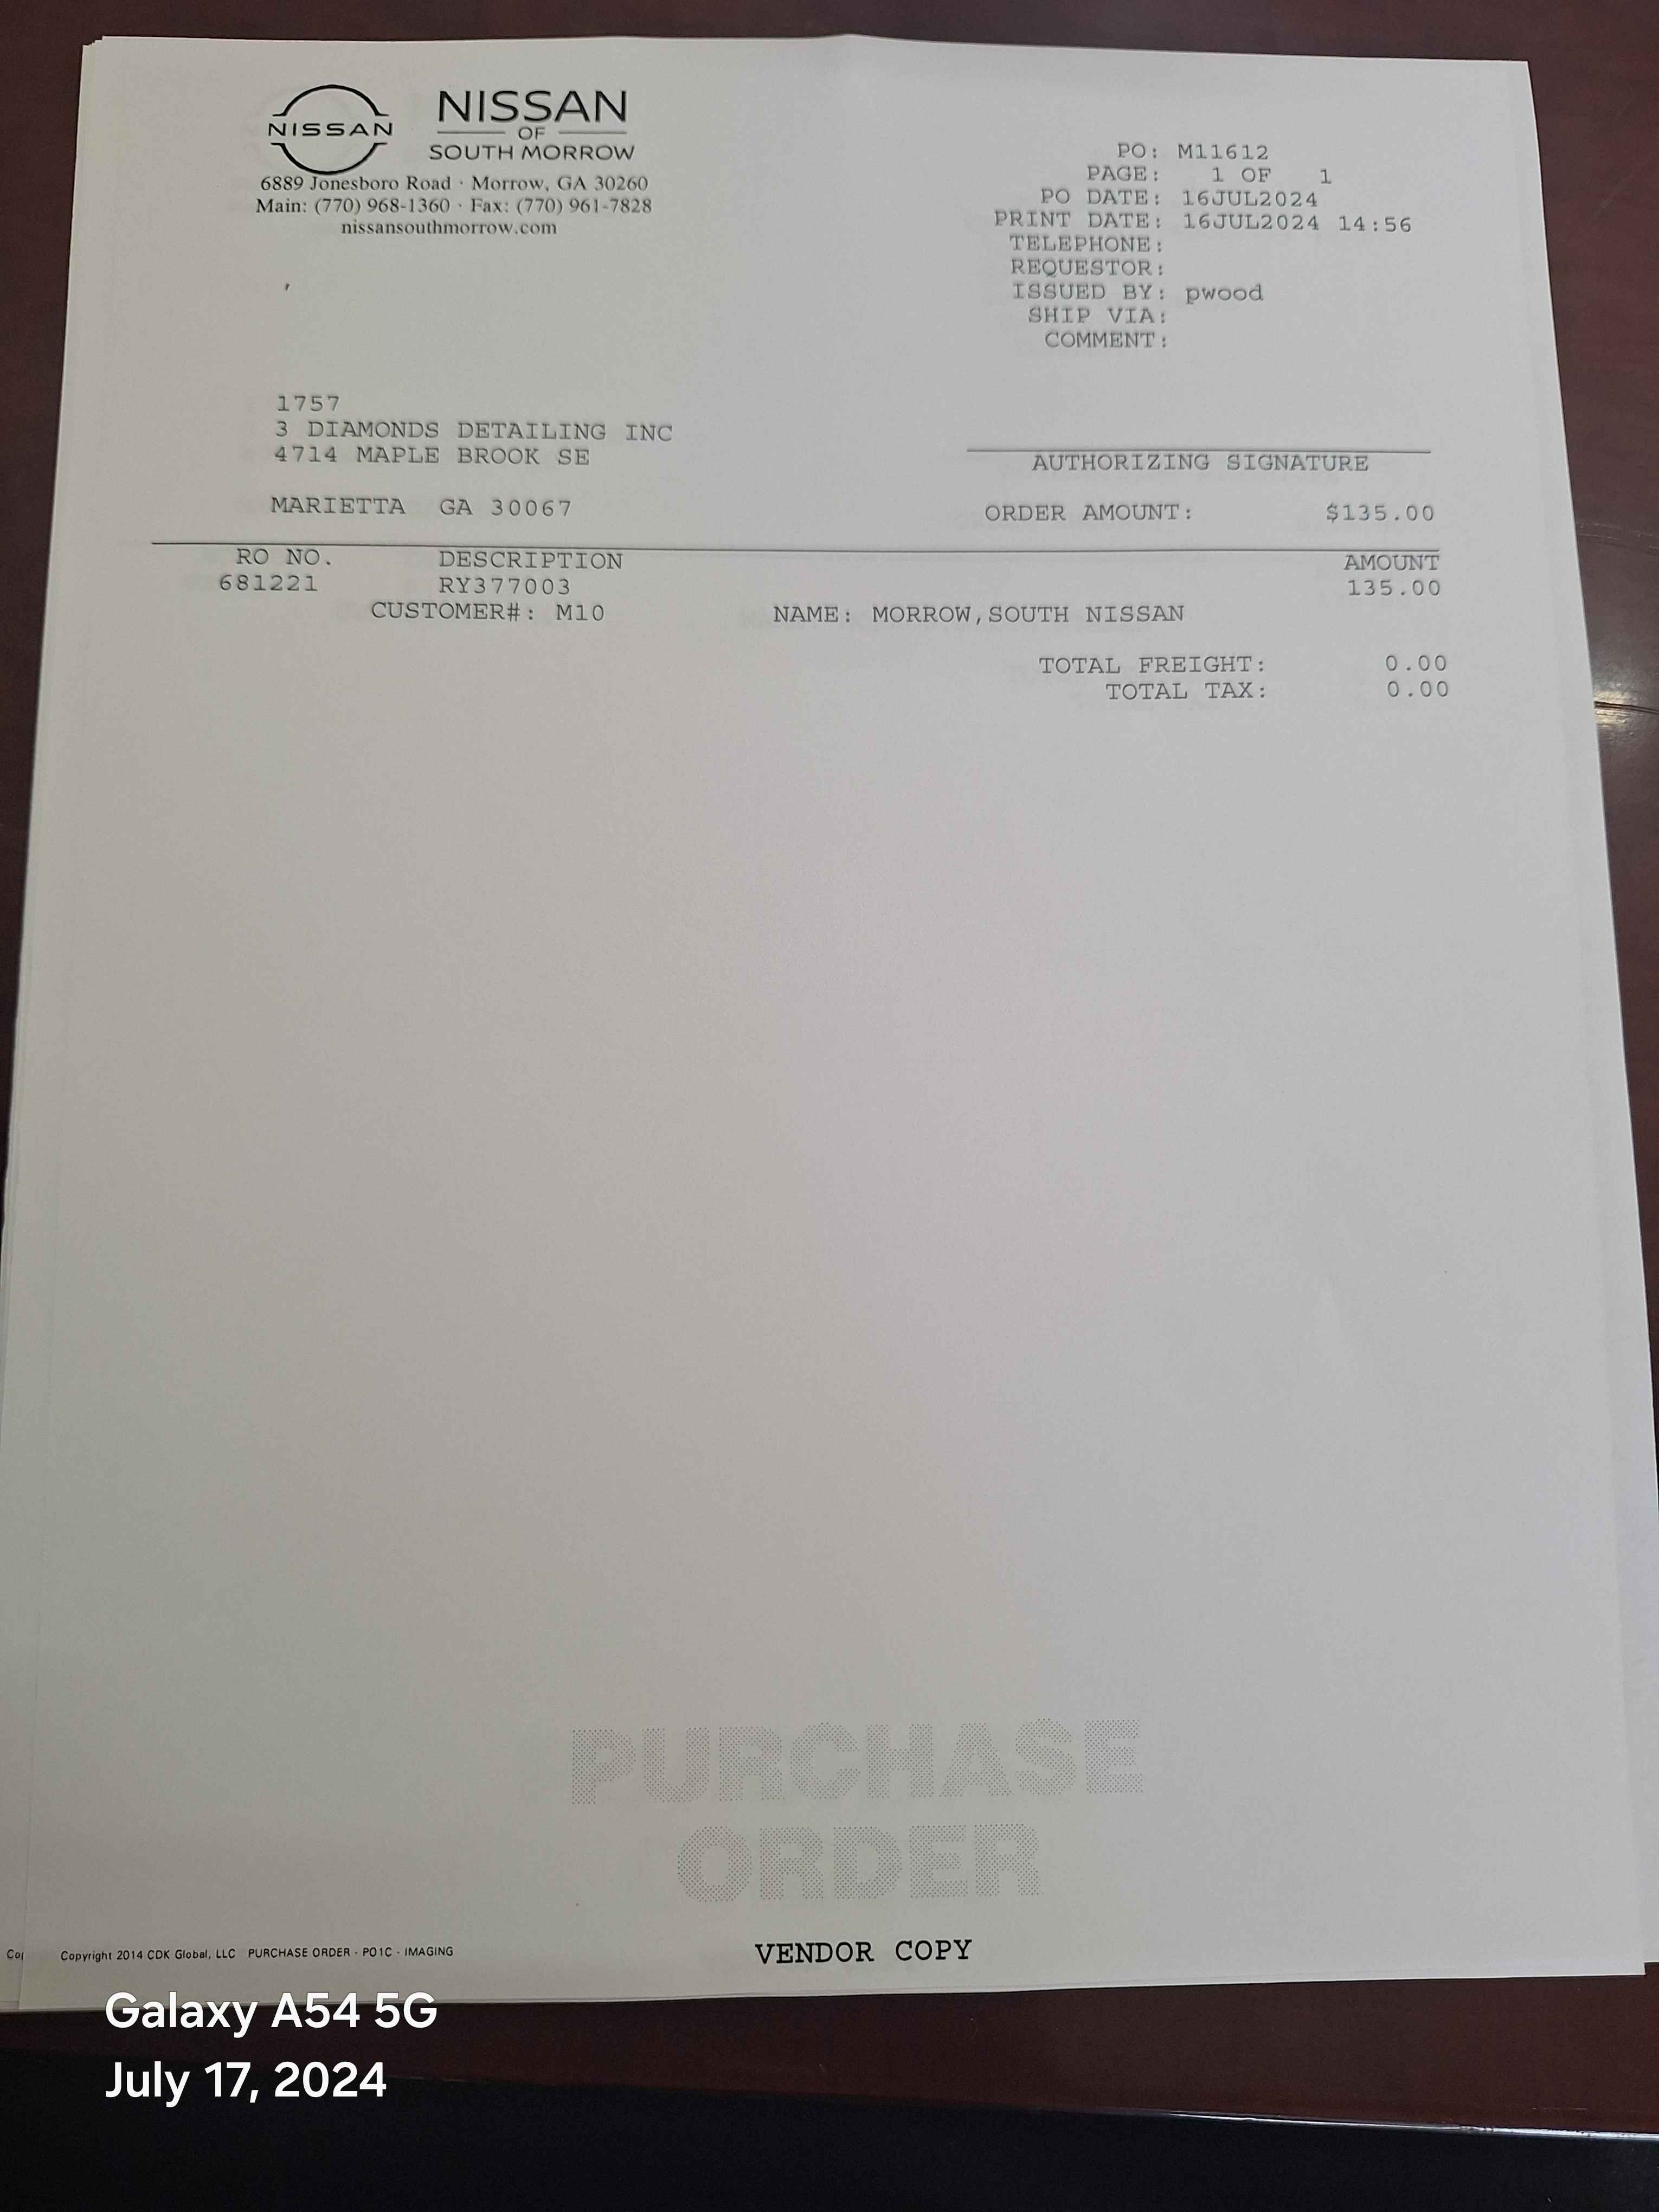 NISSAN
NISSAN
OF
SOUTH MORROW
6889 Jonesboro Road · Morrow, GA 30260
Main: (770) 968-1360 · Fax: (770) 961-7828
nissansouthmorrow.com
PO: M11612
PAGE: 1 OF 1
PO DATE: 16JUL2024
PRINT DATE: 16JUL2024 14:56
TELEPHONE:
REQUESTOR:
ISSUED BY: pwood
SHIP VIA:
COMMENT:
1757
3 DIAMONDS DETAILING INC
4714 MAPLE BROOK SE
MARIETTA GA 30067
AUTHORIZING SIGNATURE
ORDER AMOUNT: $135.00
RO NO. DESCRIPTION AMOUNT
681221 RY377003 135.00
CUSTOMER#: M10 NAME: MORROW,SOUTH NISSAN
TOTAL FREIGHT: 0.00
TOTAL TAX: 0.00
PURCHASE
ORDER
Copyright 2014 CDK Global, LLC PURCHASE ORDER - PO1C - IMAGING
VENDOR COPY
Galaxy A54 5G
July 17, 2024